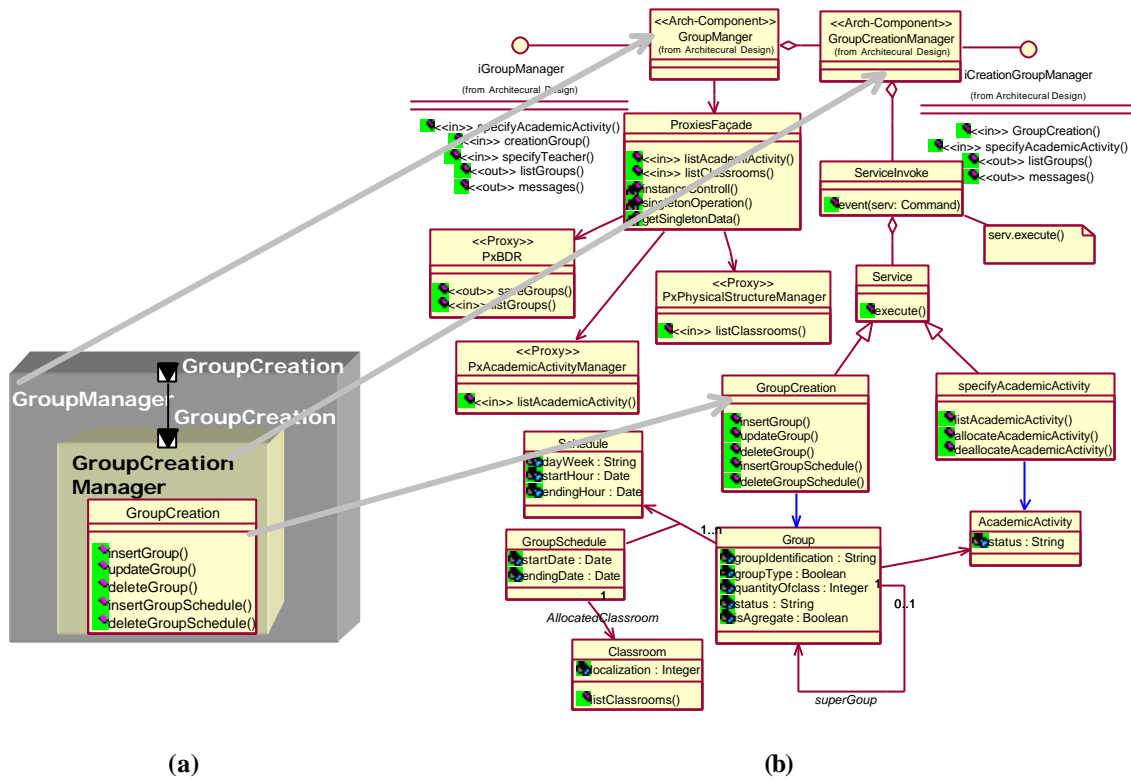 GroupCreation
GroupManager
GroupCreation
GroupCreation
Manager
GroupCreation
insertGroup()
updateGroup()
deleteGroup()
insertGroupSchedule()
deleteGroupSchedule()
(a)
<<Arch-Component>>
GroupManger
(from Architecural Design)
<<Arch-Component>>
GroupCreationManager
(from Architecural Design)
iGroupManager
(from Architecural Design)
<<in>> specifyAcademicActivity()
<<in>> creationGroup()
<<in>> specifyTeacher()
<<out>> listGroups()
<<out>> messages()
iCreationGroupManager
(from Architecural Design)
<<in>> GroupCreation()
<<in>> specifyAcademicActivity()
<<out>> listGroups()
<<out>> messages()
ProxiesFaçade
<<in>> listAcademiActivity()
<<in>> listClassrooms()
instanceControll()
singletonOperation()
getSingletonData()
ServiceInvoke
event(serv: Command)
serv.execute()
<<Proxy>>
PxBDR
<<out>> saveGroups()
<<in>> listGroups()
<<Proxy>>
PxPhysicalStructureManager
<<in>> listClassrooms()
Service
execute()
<<Proxy>>
PxAcademicActivityManager
<<in>> listAcademicActivity()
GroupCreation
insertGroup()
updateGroup()
deleteGroup()
insertGroupSchedule()
deleteGroupSchedule()
specifyAcademicActivity
listAcademicActivity()
allocateAcademicActivity()
deallocateAcademicActivity()
Schedule
dayWeek : String
startHour : Date
endingHour : Date
GroupSchedule
startDate : Date
endingDate : Date
1
AllocatedClassroom
Classroom
localization : Integer
listClassrooms()
1..n
Group
groupIdentification : String
groupType : Boolean
quantityOfclass : Integer
status : String
isAgregate : Boolean
1
0..1
superGoup
AcademicActivity
status : String
(b)